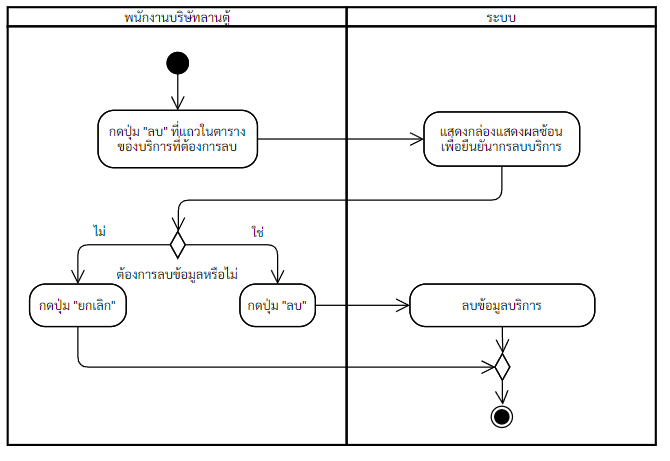 พนักงานบริษัทลานตู้
ระบบ
กดปุ่ม "ลบ" ที่แถวในตาราง
ของบริการที่ต้องการลบ
แสดงกล่องแสดงผลซ้อน
เพื่อยืนยันการลบบริการ
ไม่
ใช่
ต้องการลบข้อมูลหรือไม่
กดปุ่ม "ยกเลิก"
กดปุ่ม "ลบ"
ลบข้อมูลบริการ